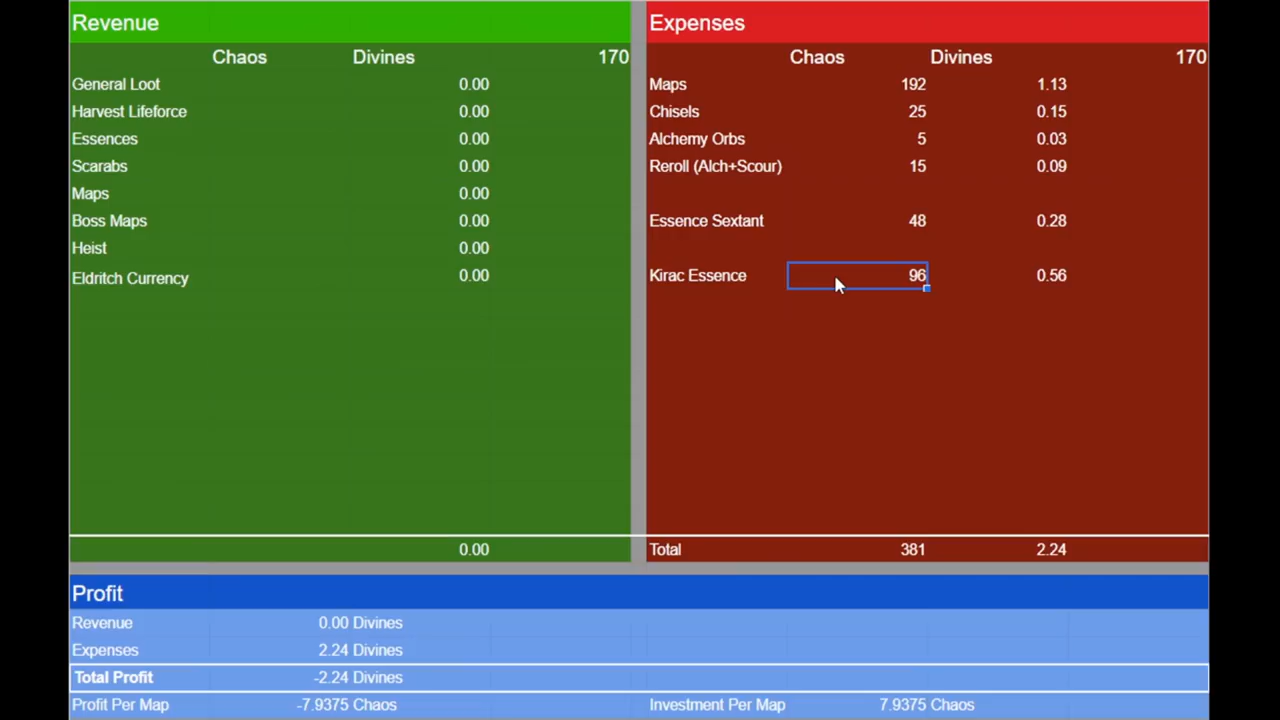 Revenue
Chaos Divines 170
General Loot 0.00
Harvest Lifeforce 0.00
Essences 0.00
Scarabs 0.00
Maps 0.00
Boss Maps 0.00
Heist 0.00
Eldritch Currency 0.00
0.00
Expenses
Chaos Divines 170
Maps 192 1.13
Chisels 25 0.15
Alchemy Orbs 5 0.03
Reroll (Alch+Scour) 15 0.09
Essence Sextant 48 0.28
Kirac Essence 96 0.56
Total 381 2.24
Profit
Revenue 0.00 Divines
Expenses 2.24 Divines
Total Profit -2.24 Divines
Profit Per Map -7.9375 Chaos Investment Per Map 7.9375 Chaos